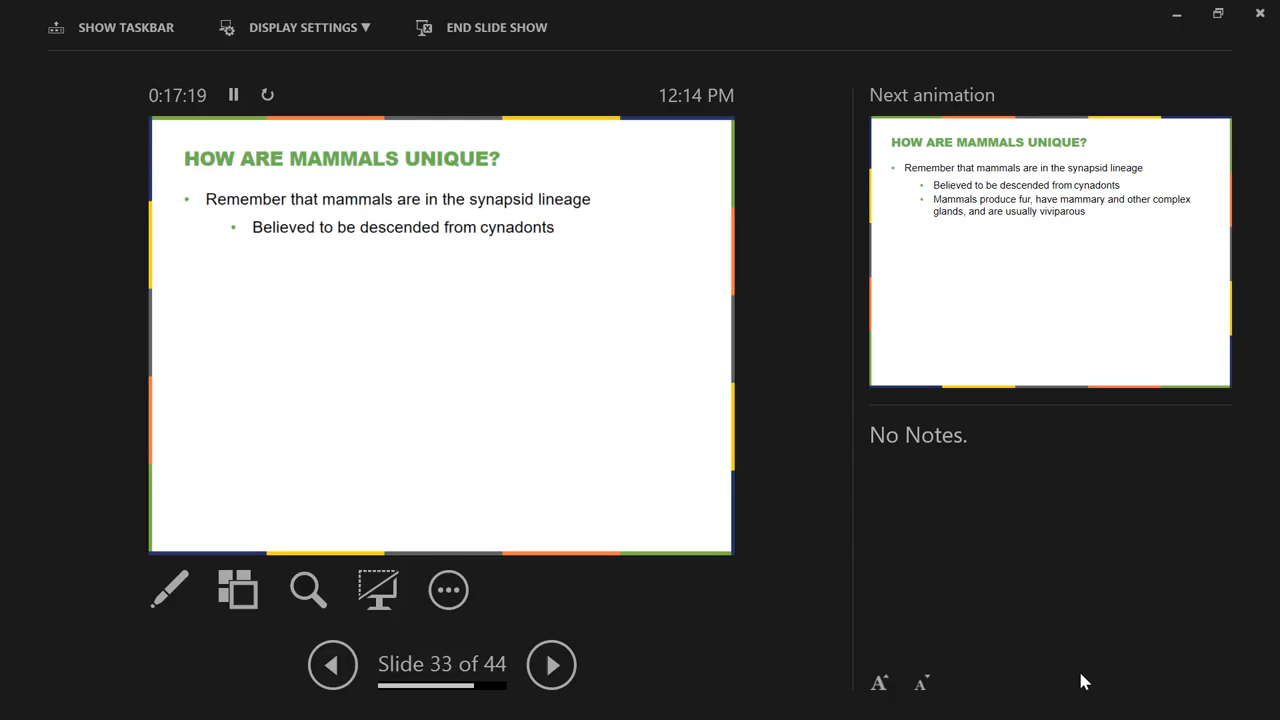 SHOW TASKBAR
DISPLAY SETTINGS ▼
END SLIDE SHOW
0:17:19
12:14 PM
HOW ARE MAMMALS UNIQUE?
• Remember that mammals are in the synapsid lineage
• Believed to be descended from cynadonts
Next animation
HOW ARE MAMMALS UNIQUE?
• Remember that mammals are in the synapsid lineage
• Believed to be descended from cynadonts
• Mammals produce fur, have mammary and other complex
glands, and are usually viviparous
No Notes.
Slide 33 of 44
A A